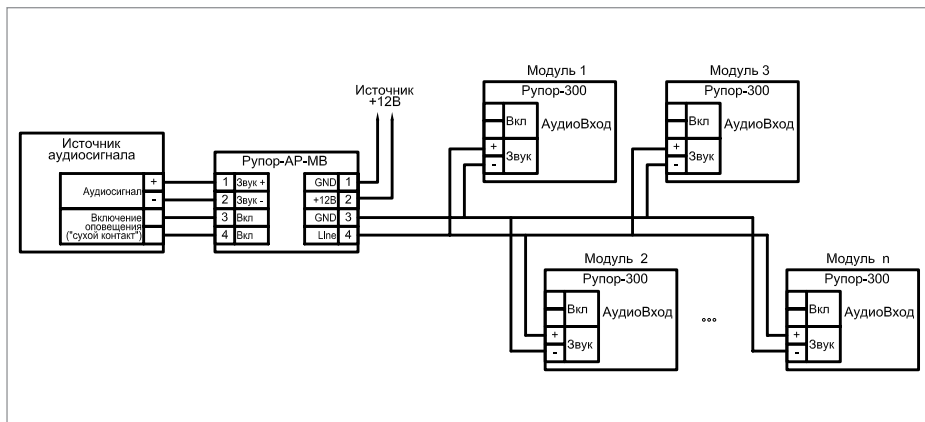 Источник
аудиосигнала
Аудиосигнал
+
-
Включение
оповещения
("сухой контакт")
Рупор-АР-МВ
1 Звук +
2 Звук -
3 Вкл
4 Вкл
GND 1
+12В 2
GND 3
LIne 4
Источник
+12В
Модуль 1
Рупор-300
Вкл
АудиоВход
+
-
Звук
Модуль 3
Рупор-300
Вкл
АудиоВход
+
-
Звук
Модуль 2
Рупор-300
Вкл
АудиоВход
+
-
Звук
°°°
Модуль n
Рупор-300
Вкл
АудиоВход
+
-
Звук